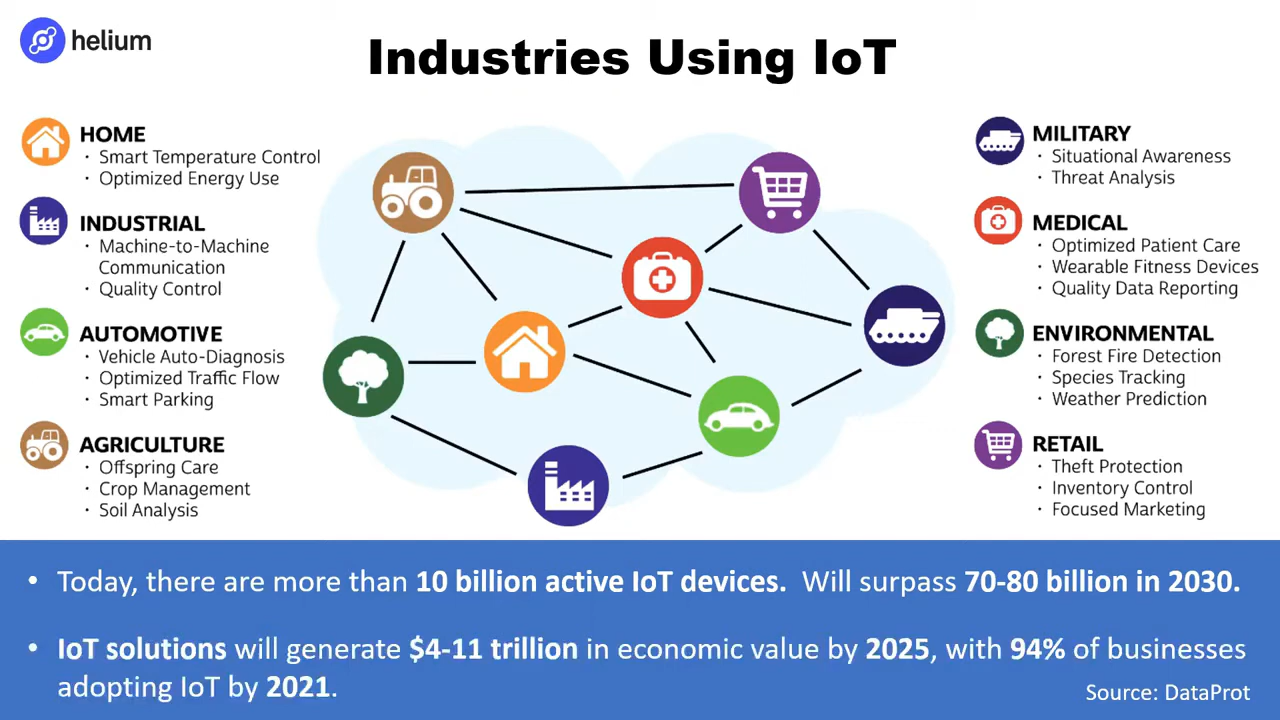 helium
Industries Using IoT
HOME
· Smart Temperature Control
· Optimized Energy Use
INDUSTRIAL
· Machine-to-Machine
Communication
· Quality Control
AUTOMOTIVE
· Vehicle Auto-Diagnosis
· Optimized Traffic Flow
· Smart Parking
AGRICULTURE
· Offspring Care
· Crop Management
· Soil Analysis
MILITARY
· Situational Awareness
· Threat Analysis
MEDICAL
· Optimized Patient Care
· Wearable Fitness Devices
· Quality Data Reporting
ENVIRONMENTAL
· Forest Fire Detection
· Species Tracking
· Weather Prediction
RETAIL
· Theft Protection
· Inventory Control
· Focused Marketing
• Today, there are more than 10 billion active IoT devices.  Will surpass 70-80 billion in 2030.
• IoT solutions will generate $4-11 trillion in economic value by 2025, with 94% of businesses
adopting IoT by 2021.
Source: DataProt